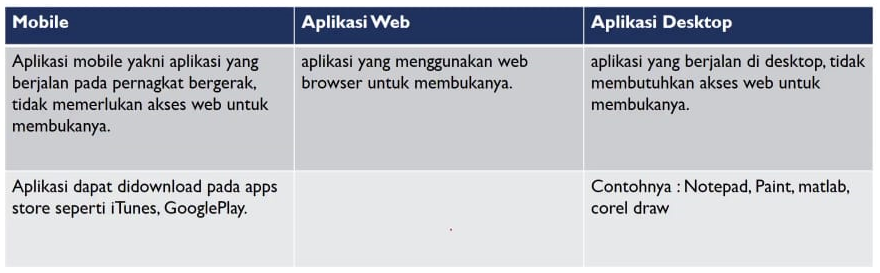 Mobile
Aplikasi Web
Aplikasi Desktop
Aplikasi mobile yakni aplikasi yang
berjalan pada pernagkat bergerak,
tidak memerlukan akses web untuk
membukanya.
aplikasi yang menggunakan web
browser untuk membukanya.
aplikasi yang berjalan di desktop, tidak
membutuhkan akses web untuk
membukanya.
Aplikasi dapat didownload pada apps
store seperti iTunes, GooglePlay.
Contohnya : Notepad, Paint, matlab,
corel draw